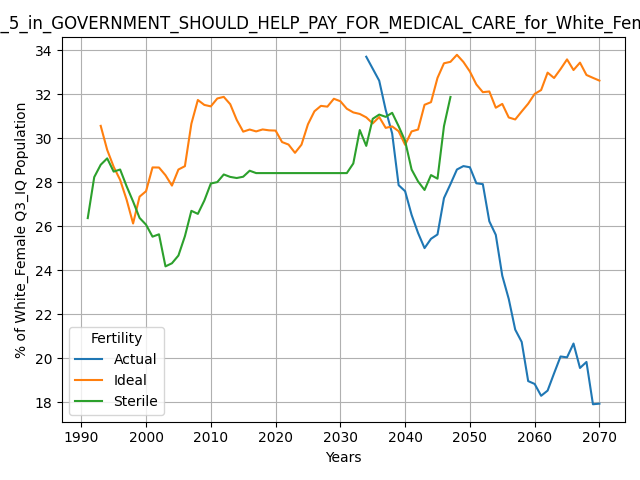 _5_in_GOVERNMENT_SHOULD_HELP_PAY_FOR_MEDICAL_CARE_for_White_Fem
% of White_Female Q3_IQ Population
34
32
30
28
26
24
22
20
18
Fertility
Actual
Ideal
Sterile
1990 2000 2010 2020 2030 2040 2050 2060 2070
Years